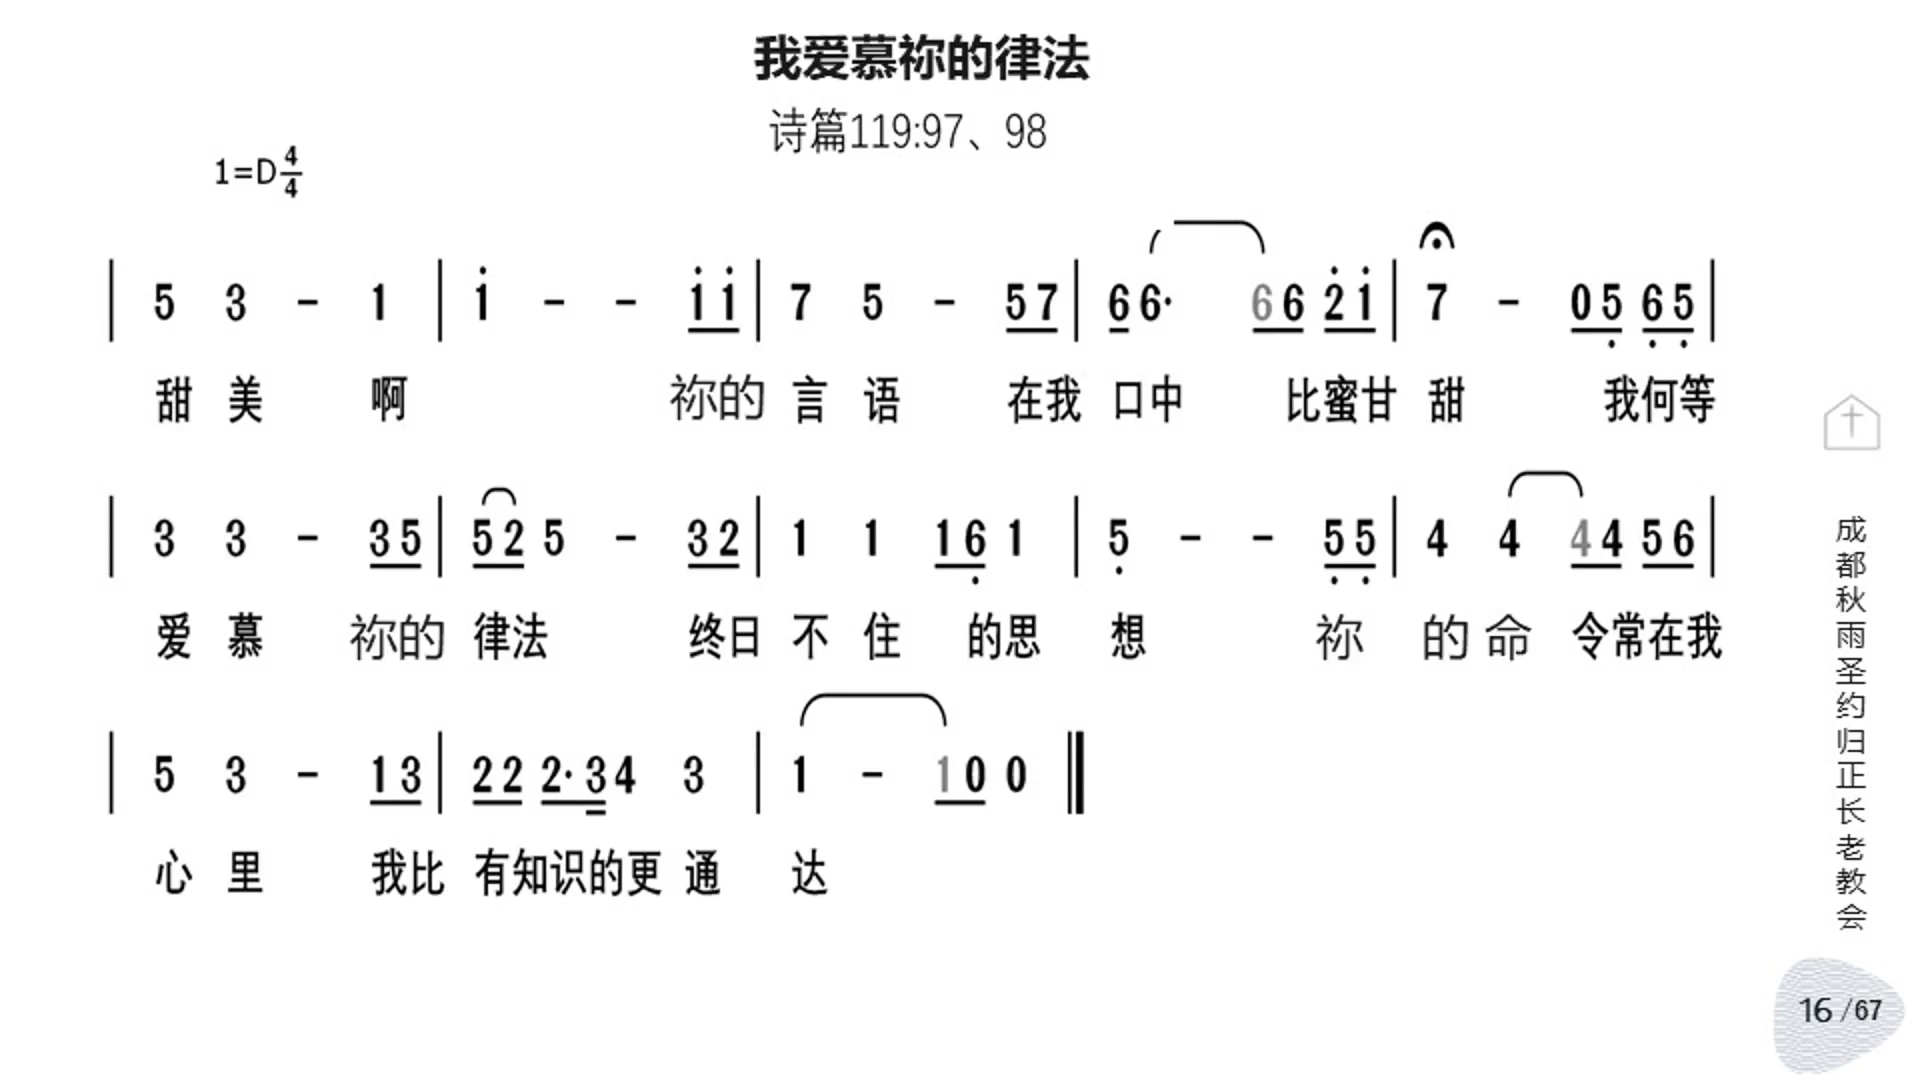 我爱慕祢的律法
诗篇119:97、98
1=D 4/4
| 5 3 - 1 | i - - i i | 7 5 - 5 7 | 6 6· 6 6 2̇ i | 7 - 0 5̣ 6̣ 5̣ |
甜 美 啊 祢的 言 语 在我 口中 比蜜甘 甜 我何等
| 3 3 - 3 5 | 5 2 5 - 3 2 | 1 1 1 6̣ 1 | 5̣ - - 5̣ 5̣ | 4 4 4 4 5 6 |
爱 慕 祢的 律法 终日 不 住 的思 想 祢 的 命 令常在我
| 5 3 - 1 3 | 2 2 2· 3 4 3 | 1 - 1 0 0 ‖
心 里 我比 有知识的更 通 达
成都秋雨圣约归正长老教会
16 /67